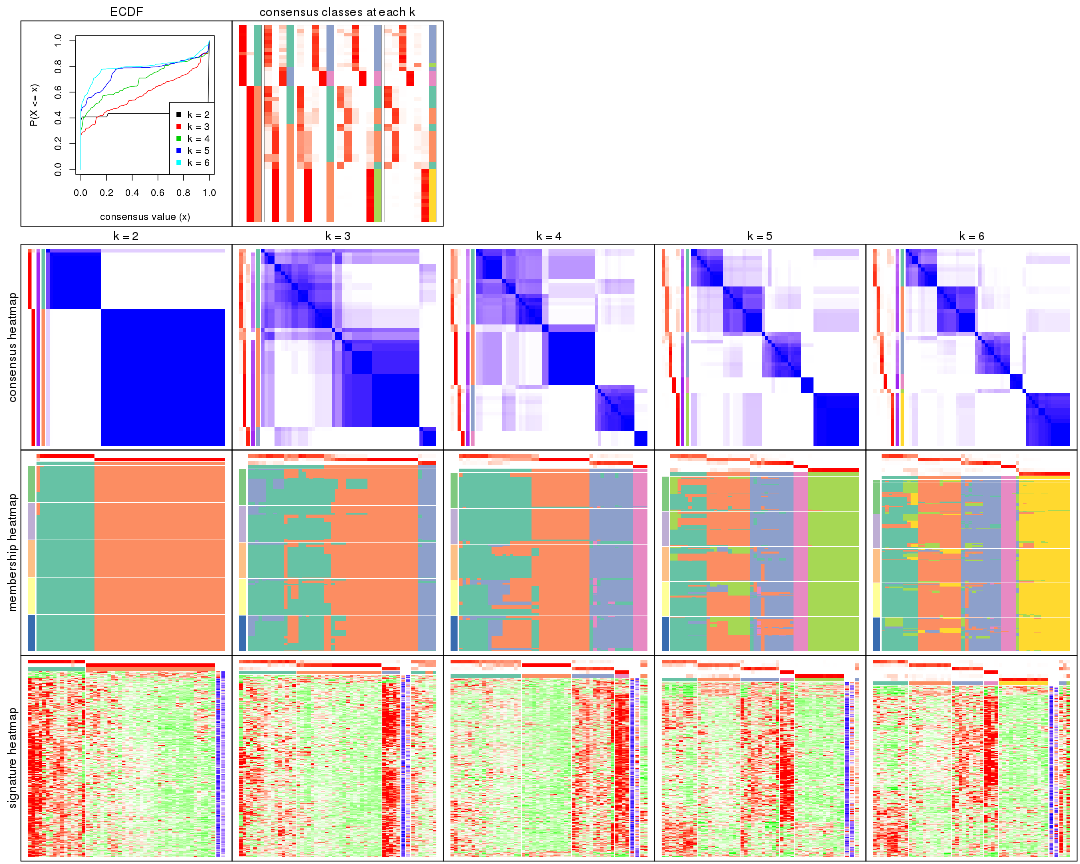 ECDF
consensus classes at each k
P(X <= x)
0.0 0.2 0.4 0.6 0.8 1.0
k = 2
k = 3
k = 4
k = 5
k = 6
0.0 0.2 0.4 0.6 0.8 1.0
consensus value (x)
k = 2 k = 3 k = 4 k = 5 k = 6
consensus heatmap
membership heatmap
signature heatmap